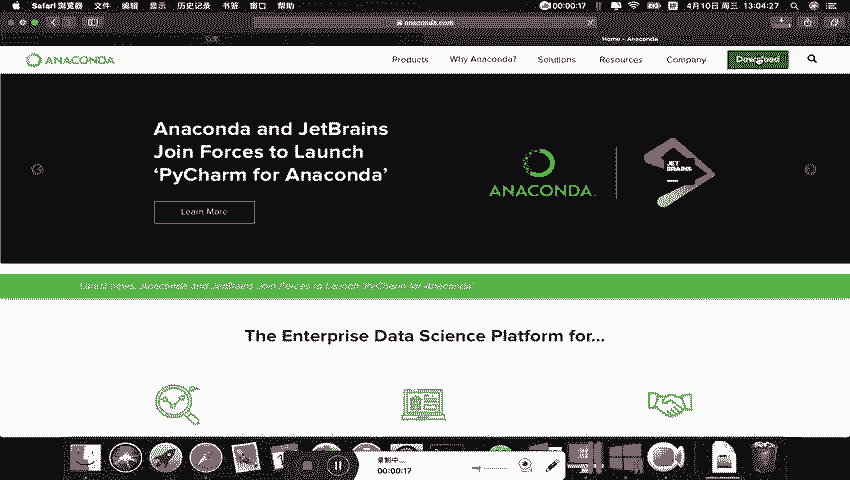 Safari 浏览器 文件 编辑 显示 历史记录 书签 窗口 帮助 00:00:17 4月10日 周三 13:04:27
anaconda.com
Home - Anaconda
ANACONDA
Products Why Anaconda? Solutions Resources Company Download
Anaconda and JetBrains
Join Forces to Launch
‘PyCharm for Anaconda’
Learn More
ANACONDA.
JET
BRAINS
Latest news: Anaconda and JetBrains Join Forces to Launch 'PyCharm for Anaconda'
The Enterprise Data Science Platform for...
录制中...
00:00:17